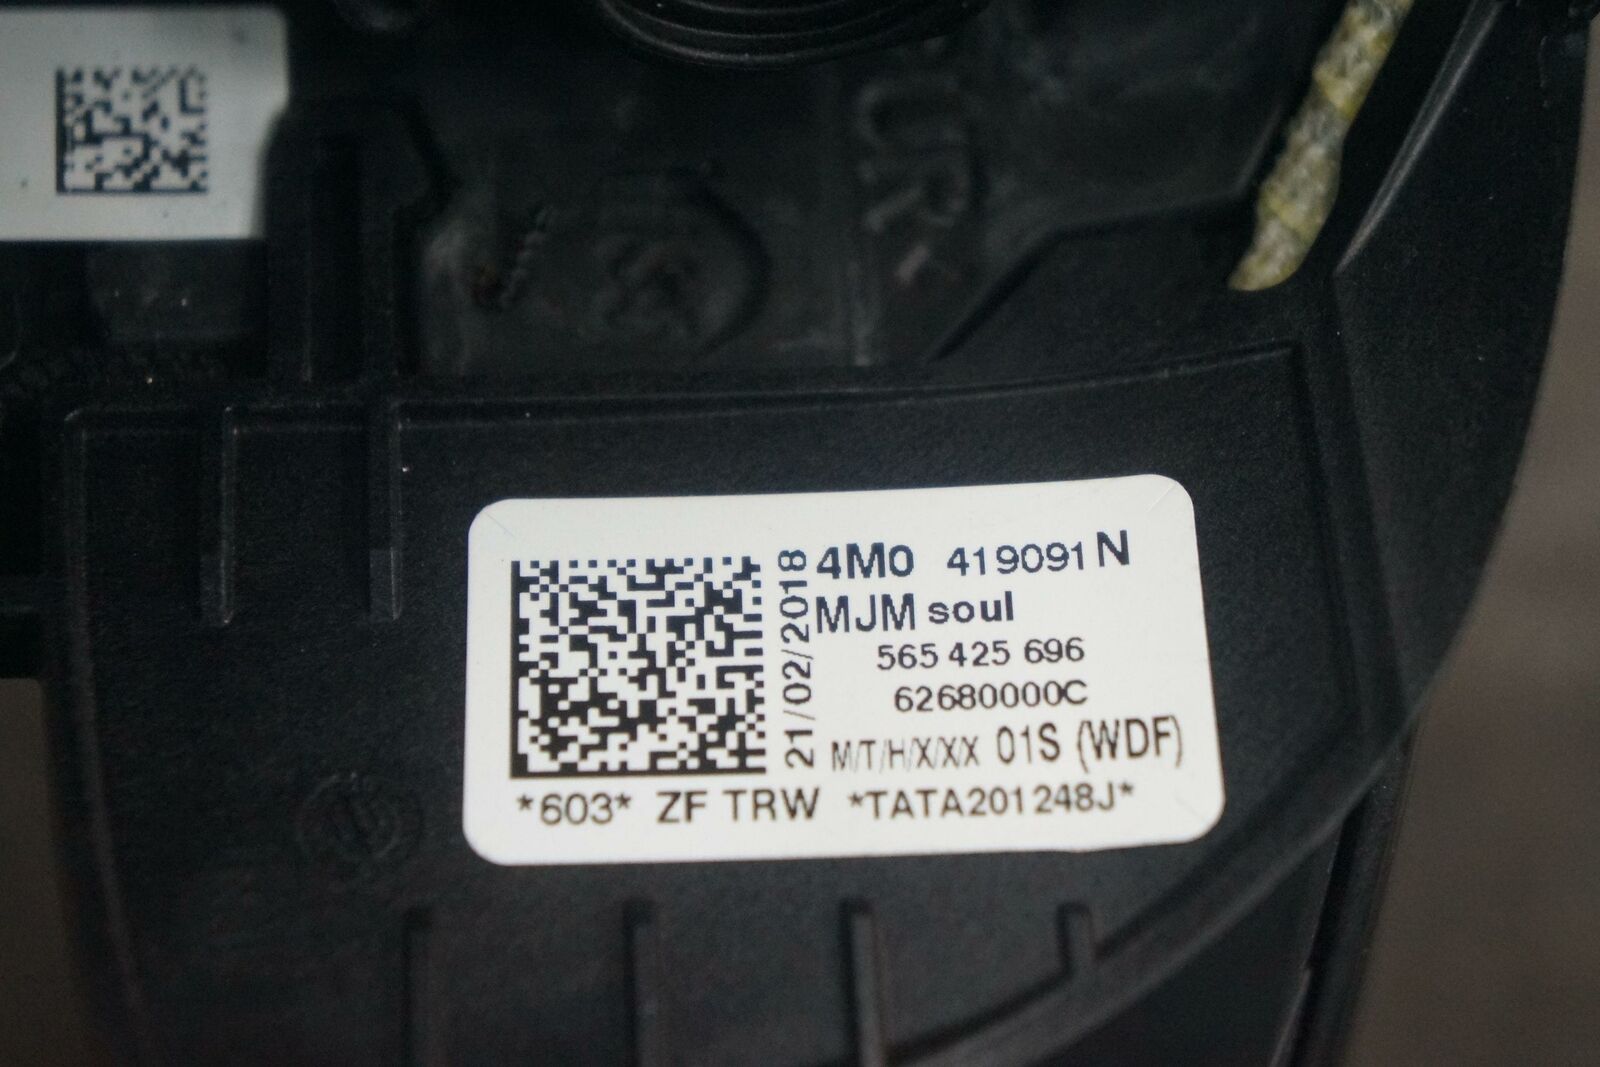 4M0 419091 N
MJM soul
565 425 696
62680000C
M/T/H/X/X/X 01S (WDF)
21/02/2018
*603* ZF TRW *TATA201248J*